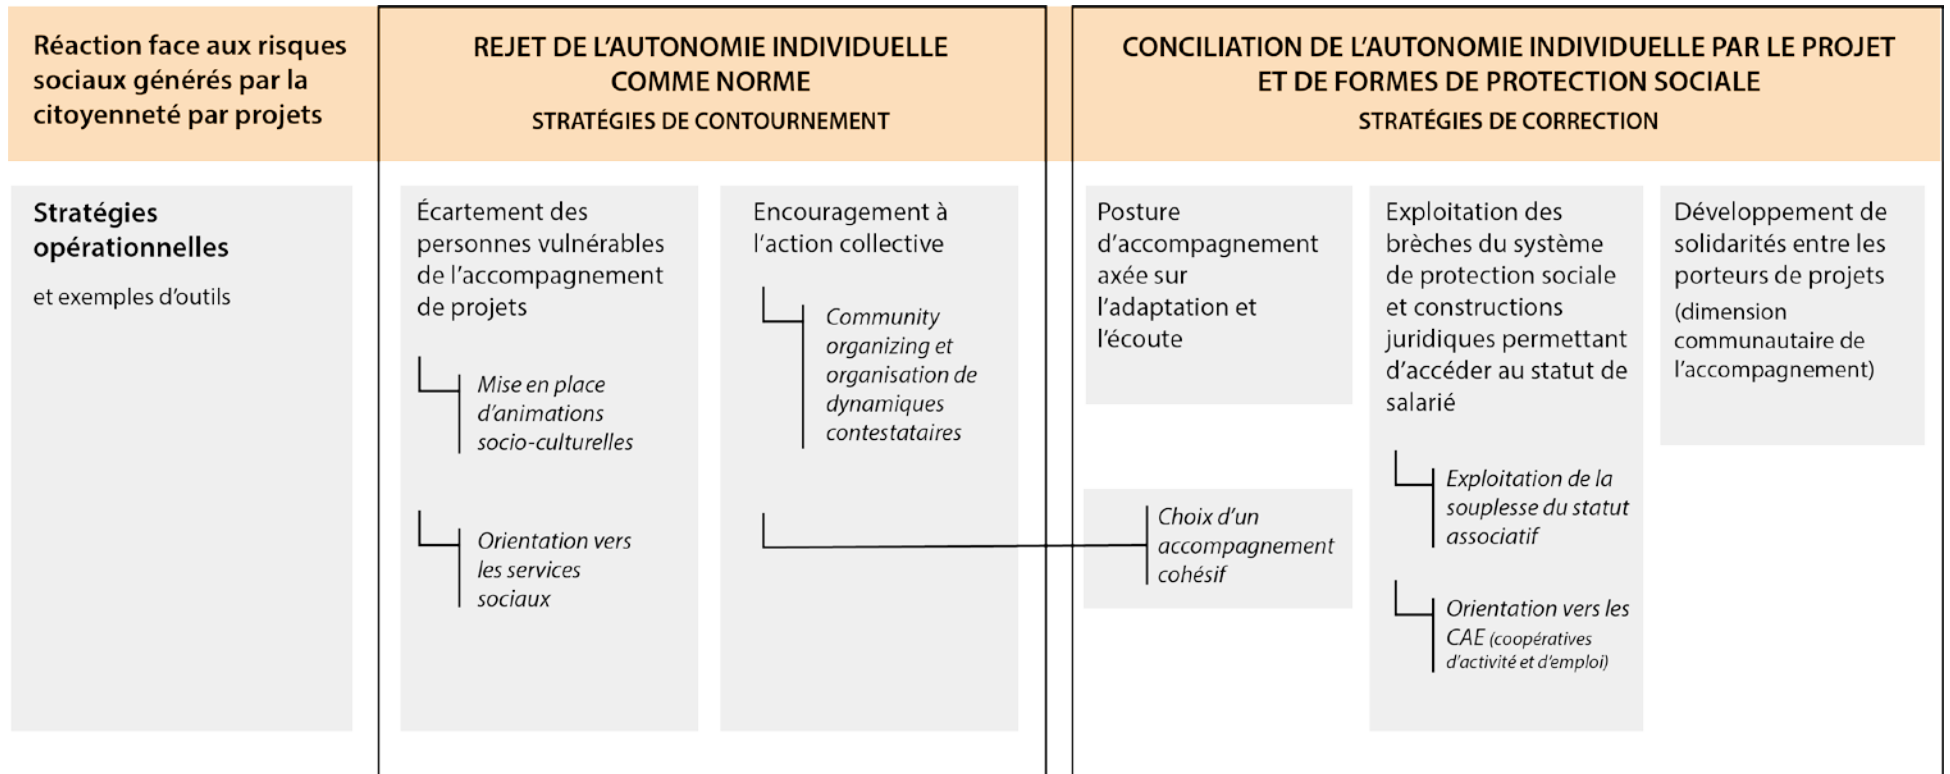 Réaction face aux risques
sociaux générés par la
citoyenneté par projets
REJET DE L’AUTONOMIE INDIVIDUELLE
COMME NORME
STRATÉGIES DE CONTOURNEMENT
CONCILIATION DE L’AUTONOMIE INDIVIDUELLE PAR LE PROJET
ET DE FORMES DE PROTECTION SOCIALE
STRATÉGIES DE CORRECTION
Stratégies
opérationnelles
et exemples d’outils
Écartement des
personnes vulnérables
de l’accompagnement
de projets
Mise en place
d’animations
socio-culturelles
Orientation vers
les services
sociaux
Encouragement à
l’action collective
Community
organizing et
organisation de
dynamiques
contestataires
Posture
d’accompagnement
axée sur
l’adaptation et
l’écoute
Choix d’un
accompagnement
cohésif
Exploitation des
brèches du système
de protection sociale
et constructions
juridiques permettant
d’accéder au statut de
salarié
Exploitation de la
souplesse du statut
associatif
Orientation vers les
CAE (coopératives
d’activité et d’emploi)
Développement de
solidarités entre les
porteurs de projets
(dimension
communautaire de
l’accompagnement)